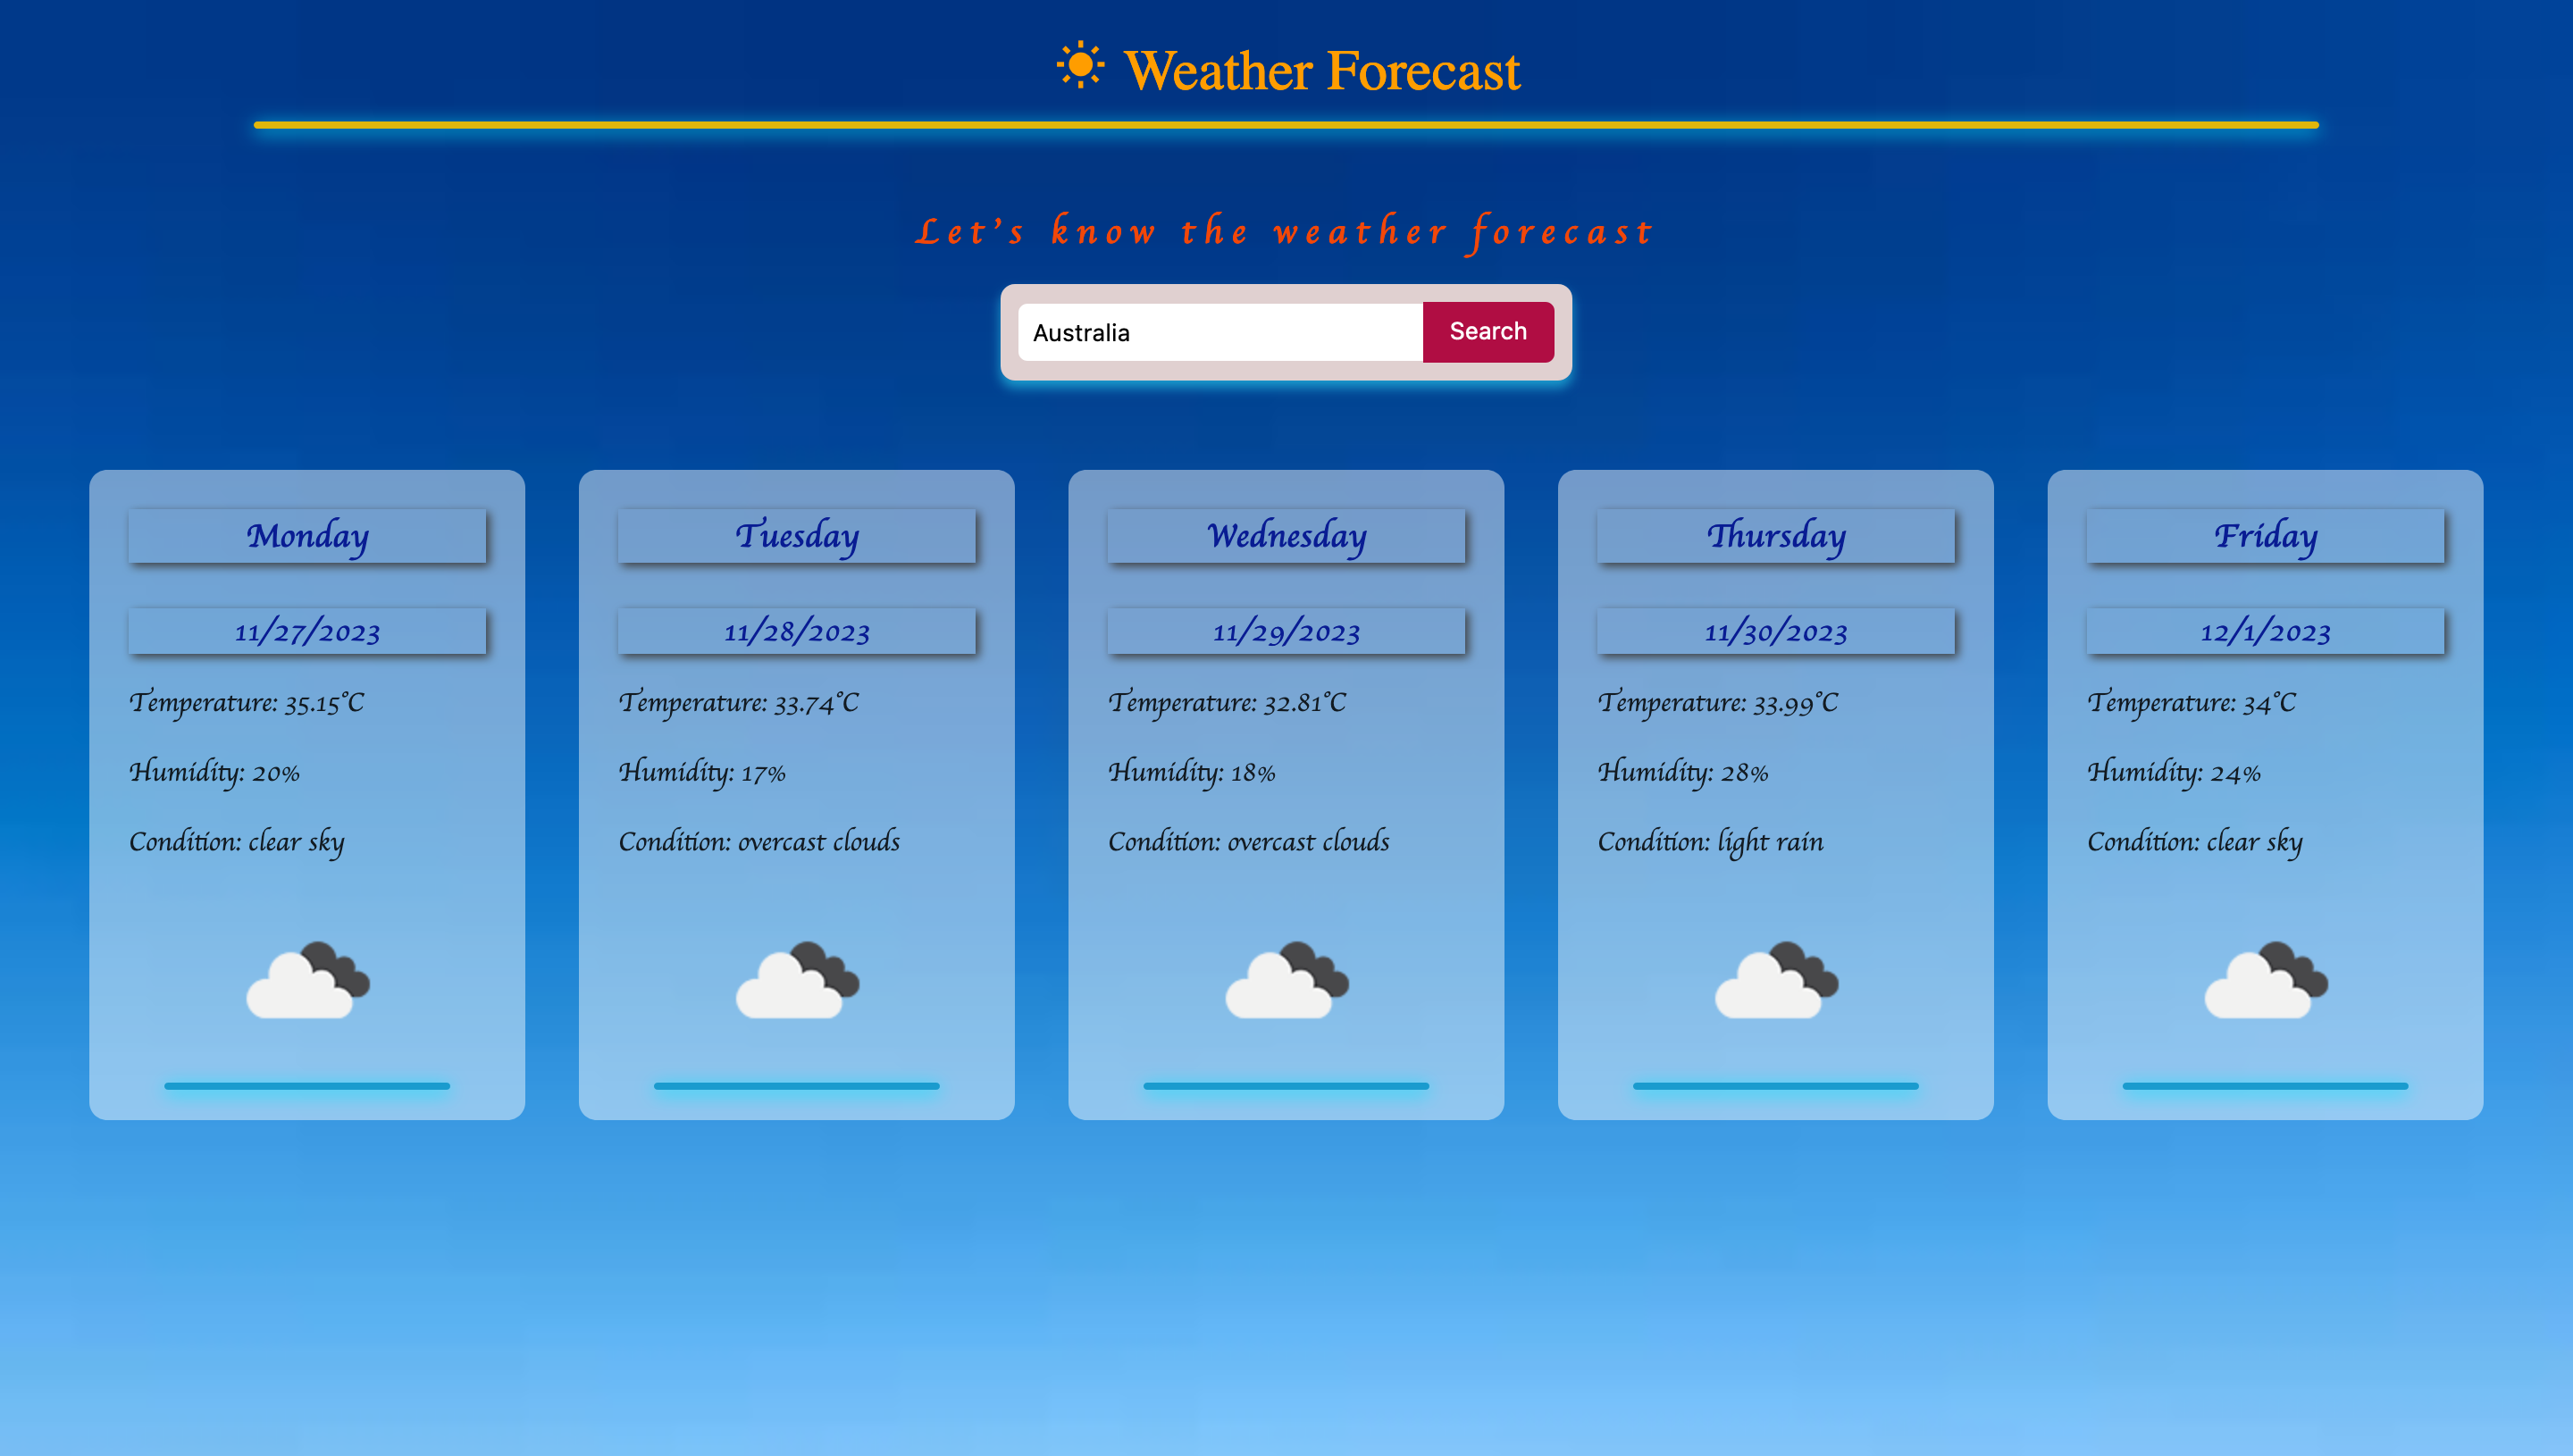 Weather Forecast
Let's know the weather forecast
Australia
Search
Monday
11/27/2023
Temperature: 35.15°C
Humidity: 20%
Condition: clear sky
Tuesday
11/28/2023
Temperature: 33.74°C
Humidity: 17%
Condition: overcast clouds
Wednesday
11/29/2023
Temperature: 32.81°C
Humidity: 18%
Condition: overcast clouds
Thursday
11/30/2023
Temperature: 33.99°C
Humidity: 28%
Condition: light rain
Friday
12/1/2023
Temperature: 34°C
Humidity: 24%
Condition: clear sky